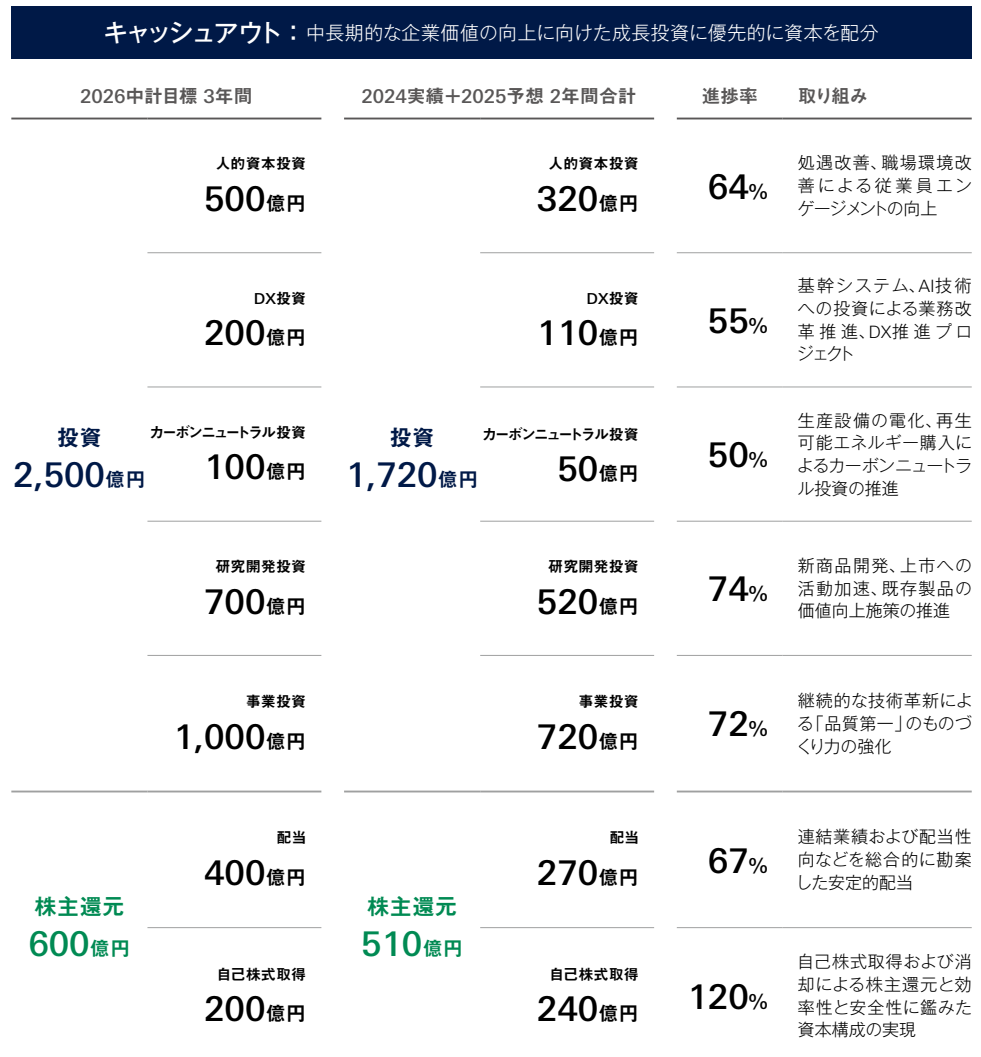 キャッシュアウト：中長期的な企業価値の向上に向けた成長投資に優先的に資本を配分
2026中計目標 3年間
2024実績＋2025予想 2年間合計
進捗率
取り組み
投資
2,500億円
人的資本投資
500億円
投資
1,720億円
人的資本投資
320億円
64%
処遇改善、職場環境改
善による従業員エン
ゲージメントの向上
DX投資
200億円
DX投資
110億円
55%
基幹システム、AI技術
への投資による業務改
革推進、DX推進プロ
ジェクト
カーボンニュートラル投資
100億円
カーボンニュートラル投資
50億円
50%
生産設備の電化、再生
可能エネルギー購入に
よるカーボンニュートラ
ル投資の推進
研究開発投資
700億円
研究開発投資
520億円
74%
新商品開発、上市への
活動加速、既存製品の
価値向上施策の推進
事業投資
1,000億円
事業投資
720億円
72%
継続的な技術革新によ
る「品質第一」のものづ
くり力の強化
株主還元
600億円
配当
400億円
株主還元
510億円
配当
270億円
67%
連結業績および配当性
向などを総合的に勘案
した安定的配当
自己株式取得
200億円
自己株式取得
240億円
120%
自己株式取得および消
却による株主還元と効
率性と安全性に鑑みた
資本構成の実現